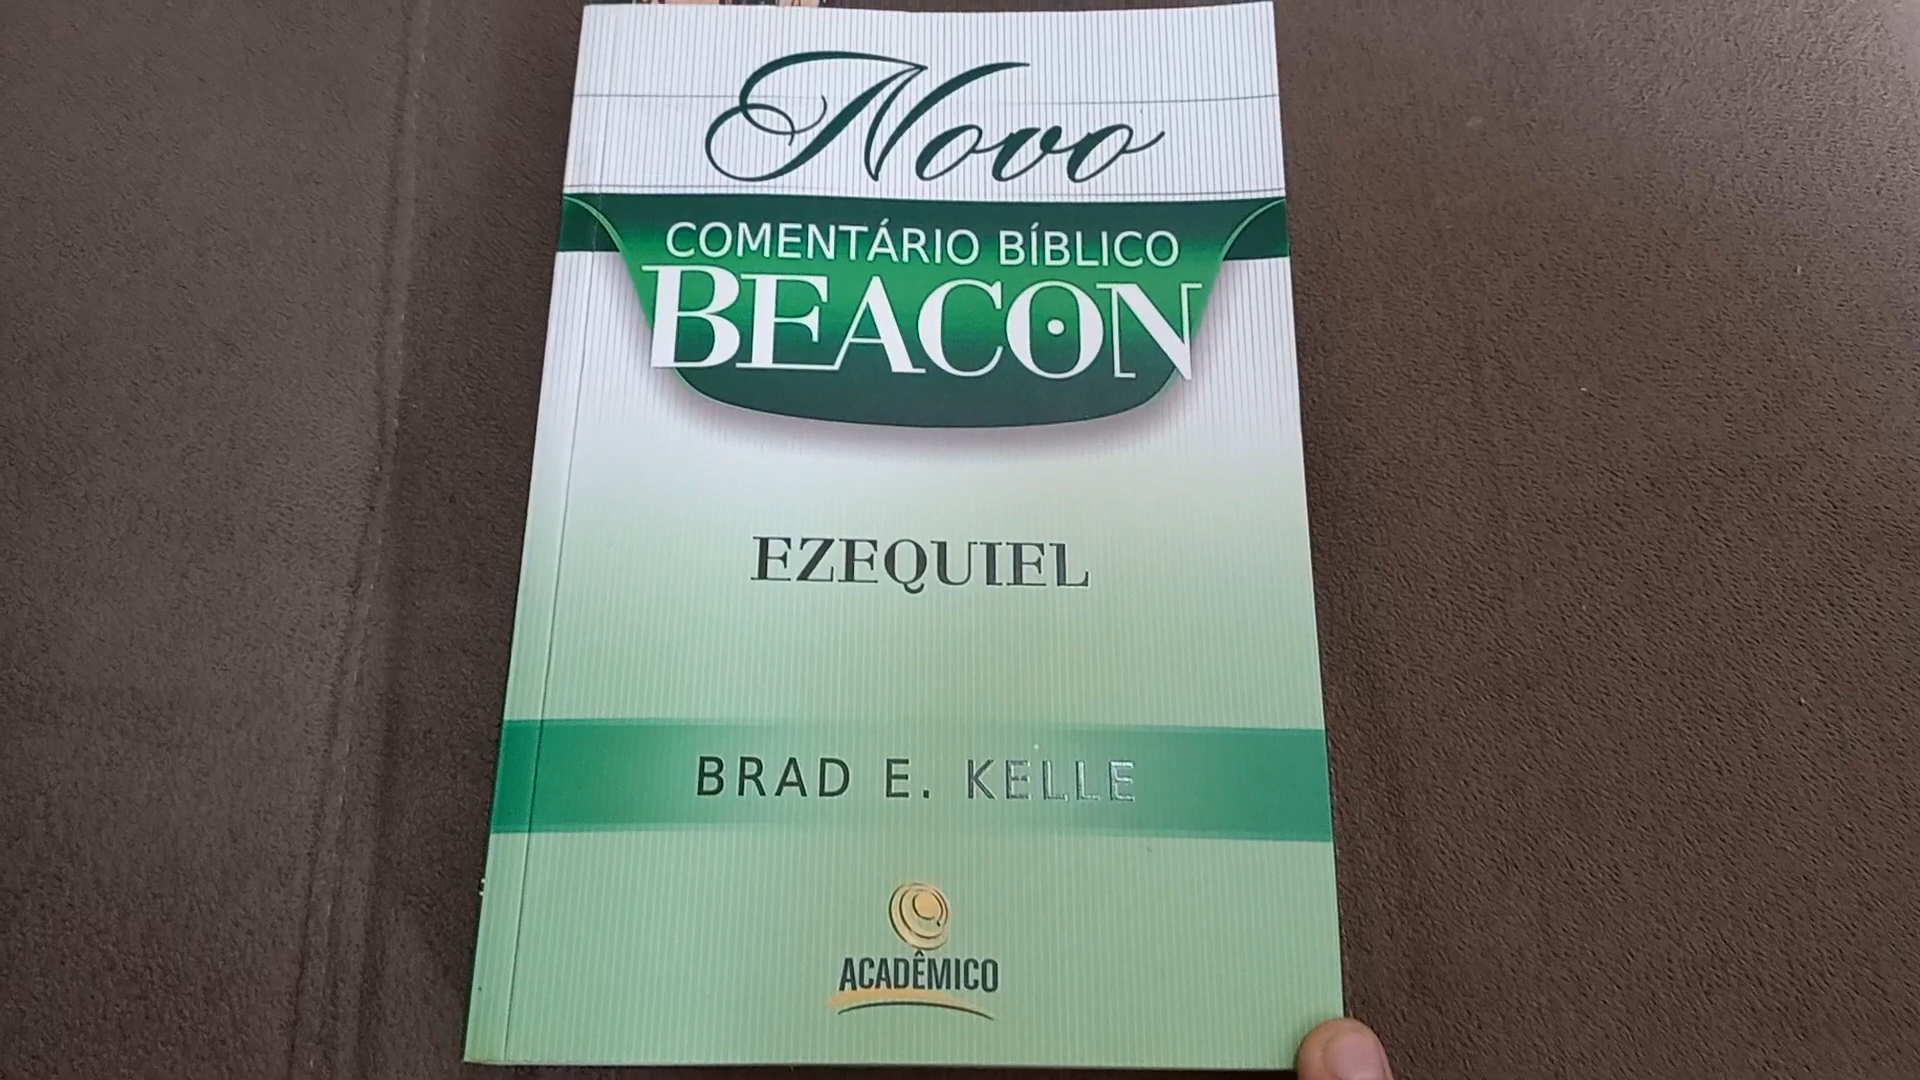 Novo
COMENTÁRIO BÍBLICO
BEACON
EZEQUIEL
BRAD E. KELLE
ACADÊMICO